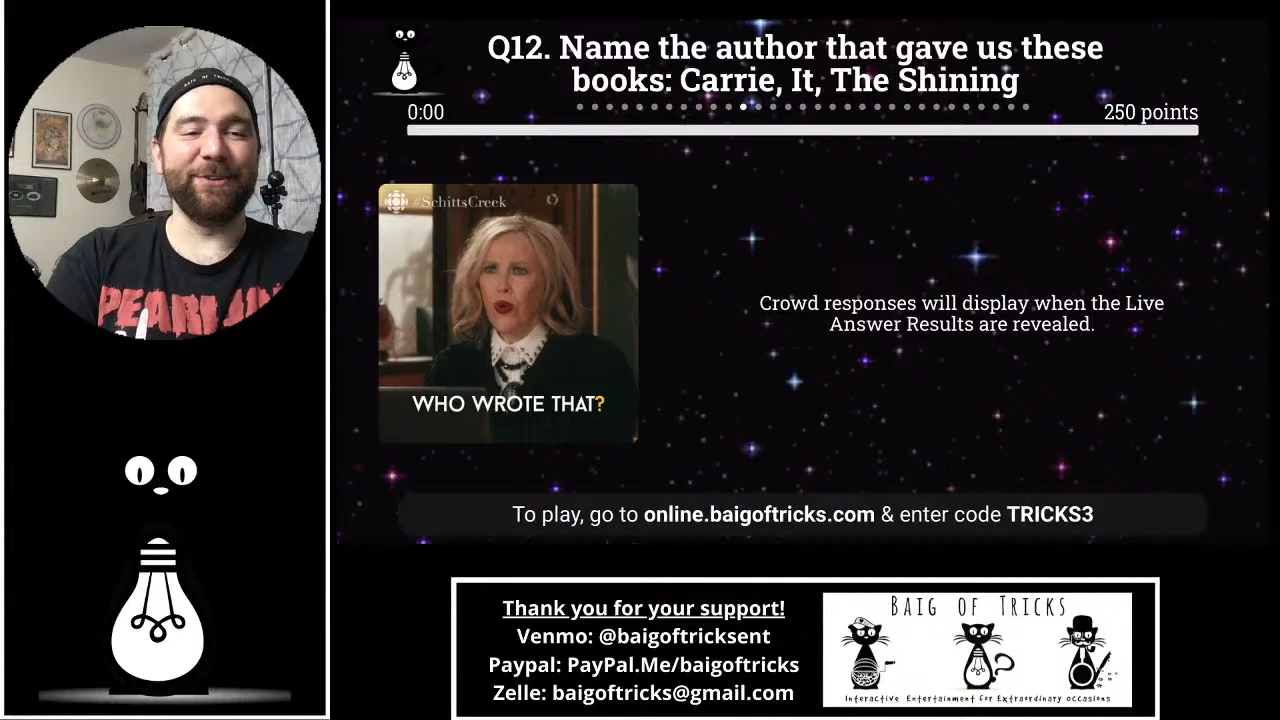 Q12. Name the author that gave us these
books: Carrie, It, The Shining
0:00
250 points
#SchittsCreek
WHO WROTE THAT?
Crowd responses will display when the Live
Answer Results are revealed.
To play, go to online.baigoftricks.com & enter code TRICKS3
PEARL JAM
Thank you for your support!
Venmo: @baigoftricksent
Paypal: PayPal.Me/baigoftricks
Zelle: baigoftricks@gmail.com
BAIG OF TRICKS
Interactive Entertainment for Extraordinary occasions